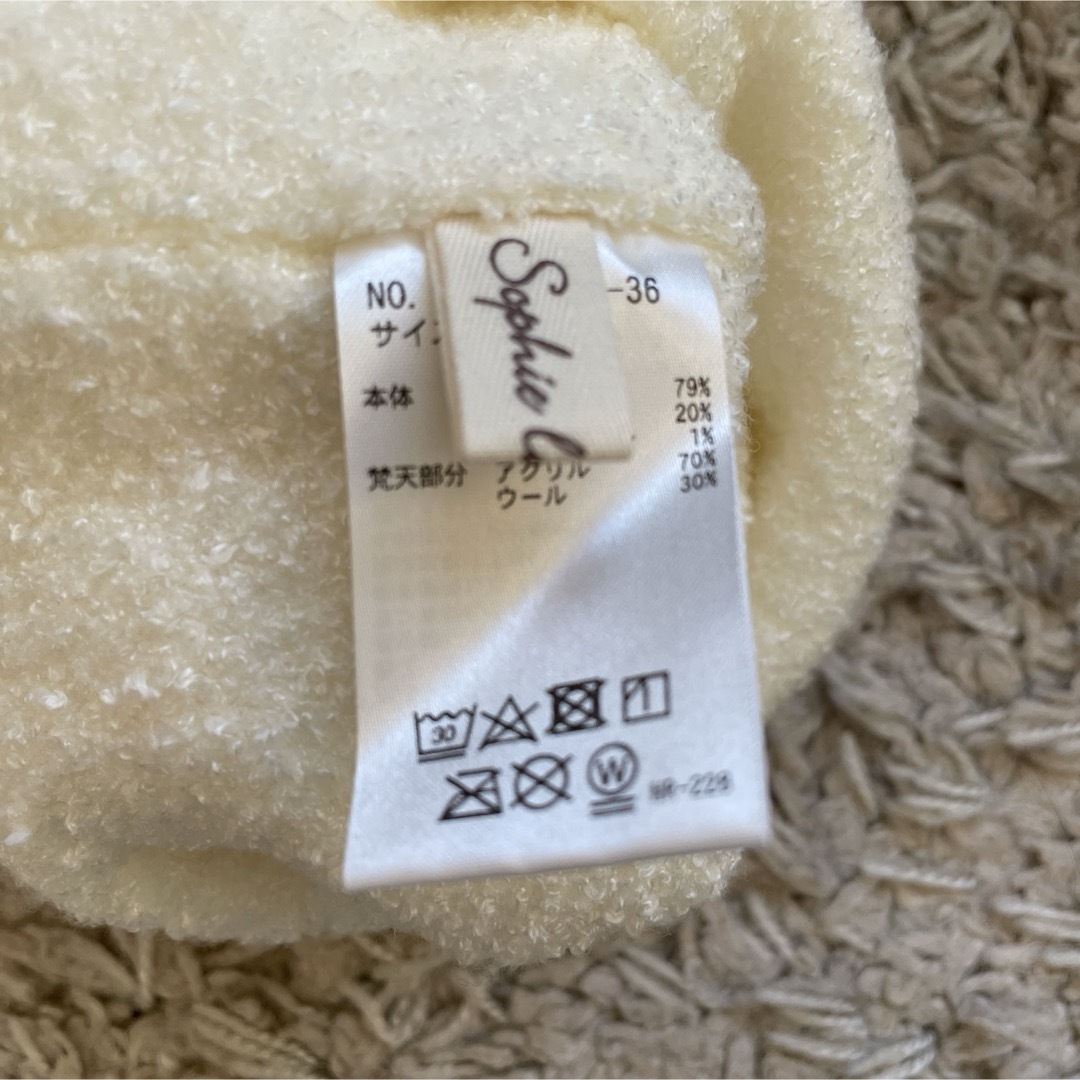 Sophie
NO. -36
サイ
本体 79%
20%
1%
梵天部分 アクリル 70%
ウール 30%
30
W NR-228